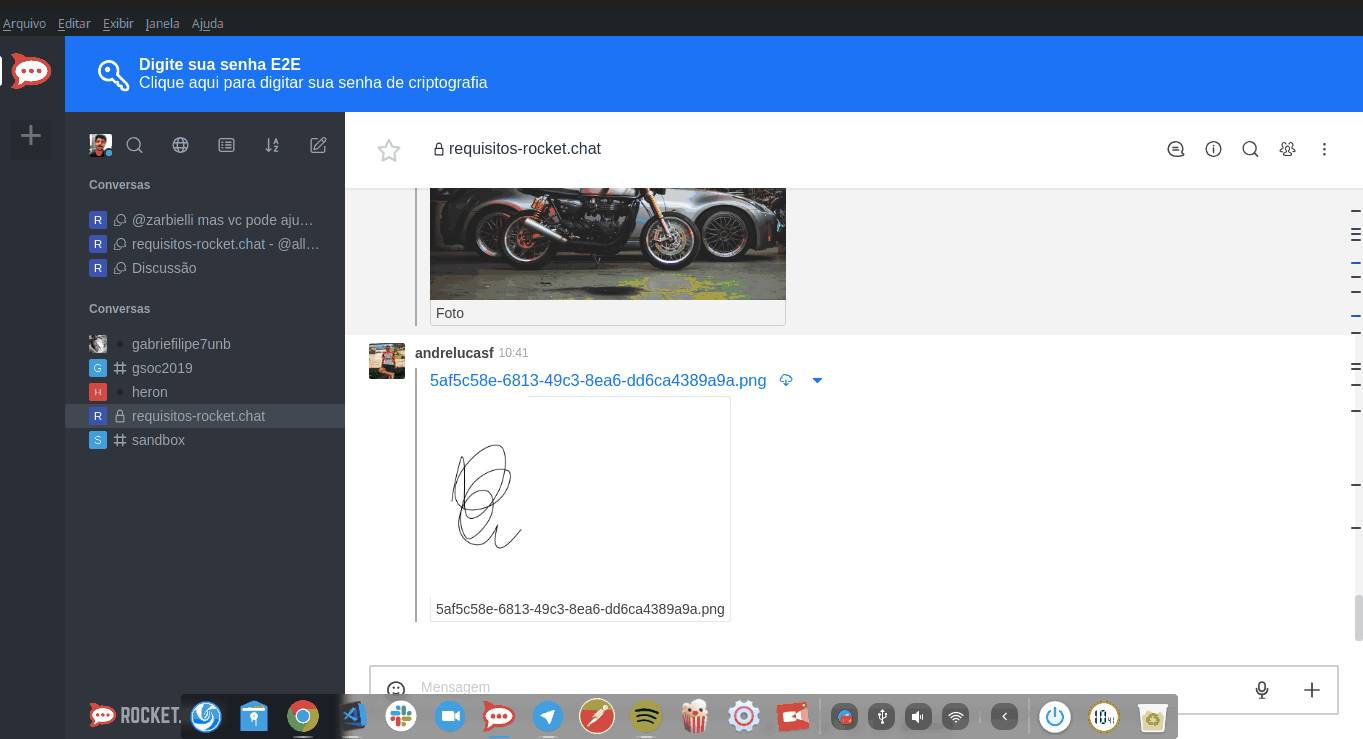 Arquivo Editar Exibir Janela Ajuda
Digite sua senha E2E
Clique aqui para digitar sua senha de criptografia
requisitos-rocket.chat
Conversas
R @zarbielli mas vc pode aju…
R requisitos-rocket.chat - @all…
R Discussão
Conversas
gabriefilipe7unb
G gsoc2019
H heron
R requisitos-rocket.chat
S sandbox
Foto
andrelucasf 10:41
5af5c58e-6813-49c3-8ea6-dd6ca4389a9a.png
5af5c58e-6813-49c3-8ea6-dd6ca4389a9a.png
Mensagem
ROCKET.
10:41